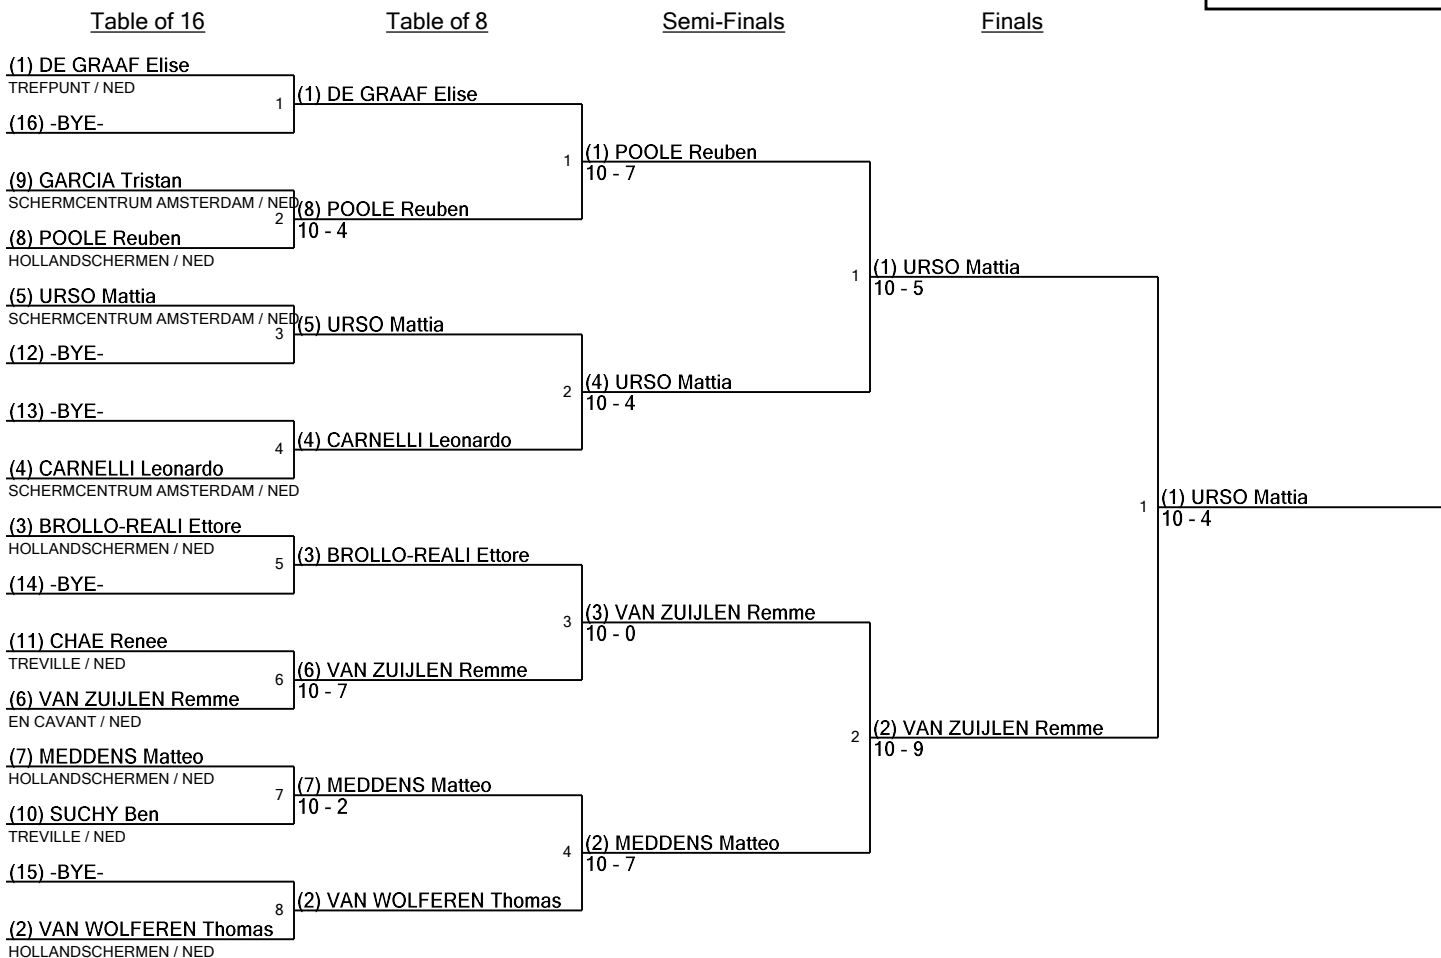 Table of 16
Table of 8
Semi-Finals
Finals
(1) DE GRAAF Elise
TREFPUNT / NED
1
(16) -BYE-
(9) GARCIA Tristan
SCHERMCENTRUM AMSTERDAM / NED
2
(8) POOLE Reuben
HOLLANDSCHERMEN / NED
(5) URSO Mattia
SCHERMCENTRUM AMSTERDAM / NED
3
(12) -BYE-
(13) -BYE-
4
(4) CARNELLI Leonardo
SCHERMCENTRUM AMSTERDAM / NED
(3) BROLLO-REALI Ettore
HOLLANDSCHERMEN / NED
5
(14) -BYE-
(11) CHAE Renee
TREVILLE / NED
6
(6) VAN ZUIJLEN Remme
EN CAVANT / NED
(7) MEDDENS Matteo
HOLLANDSCHERMEN / NED
7
(10) SUCHY Ben
TREVILLE / NED
(15) -BYE-
8
(2) VAN WOLFEREN Thomas
HOLLANDSCHERMEN / NED
(1) DE GRAAF Elise
1
(8) POOLE Reuben
10 - 4
(5) URSO Mattia
2
(4) CARNELLI Leonardo
(3) BROLLO-REALI Ettore
3
(6) VAN ZUIJLEN Remme
10 - 7
(7) MEDDENS Matteo
10 - 2
4
(2) VAN WOLFEREN Thomas
(1) POOLE Reuben
10 - 7
1
(4) URSO Mattia
10 - 4
(3) VAN ZUIJLEN Remme
10 - 0
2
(2) MEDDENS Matteo
10 - 7
(1) URSO Mattia
10 - 5
1
(2) VAN ZUIJLEN Remme
10 - 9
(1) URSO Mattia
10 - 4